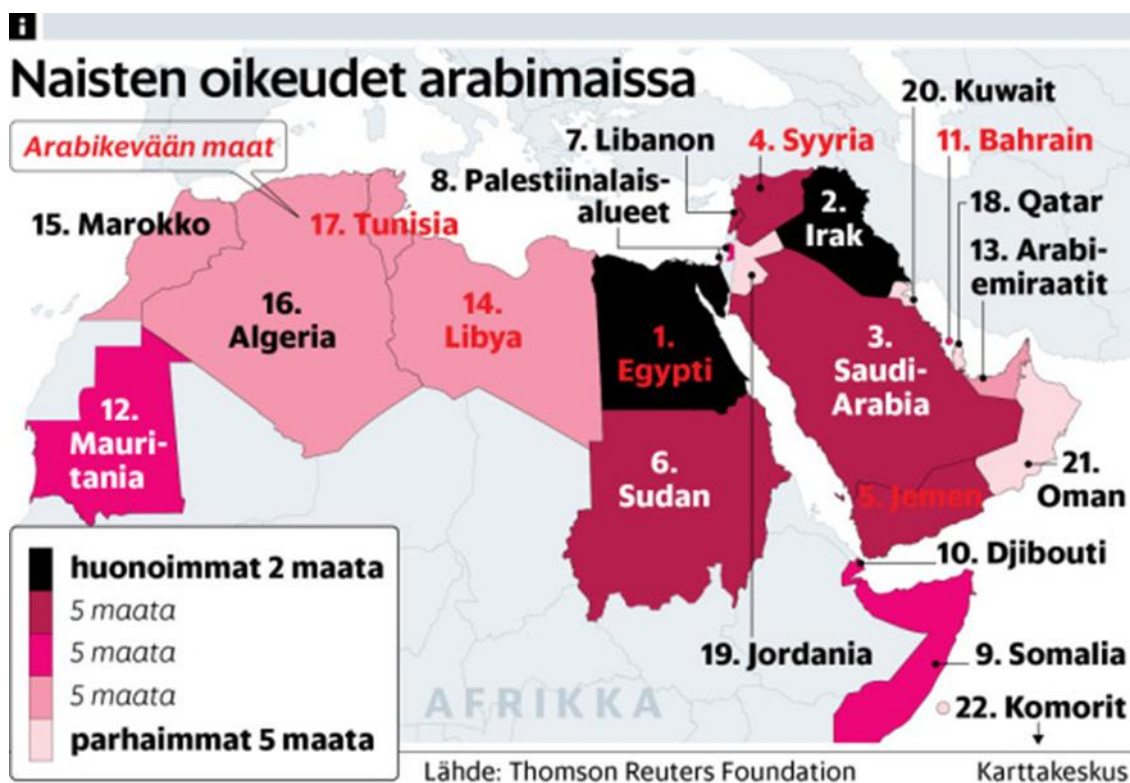 i
Naisten oikeudet arabimaissa
Arabikevään maat
20. Kuwait
7. Libanon
4. Syyria
11. Bahrain
8. Palestiinalais-
alueet
2.
Irak
18. Qatar
15. Marokko
17. Tunisia
13. Arabi-
emiraatit
16.
Algeria
14.
Libya
1.
Egypti
3.
Saudi-
Arabia
12.
Mauri-
tania
6.
Sudan
5. Jemen
21.
Oman
10. Djibouti
19. Jordania
9. Somalia
22. Komorit
AFRIKKA
huonoimmat 2 maata
5 maata
5 maata
5 maata
parhaimmat 5 maata
Lähde: Thomson Reuters Foundation
Karttakeskus